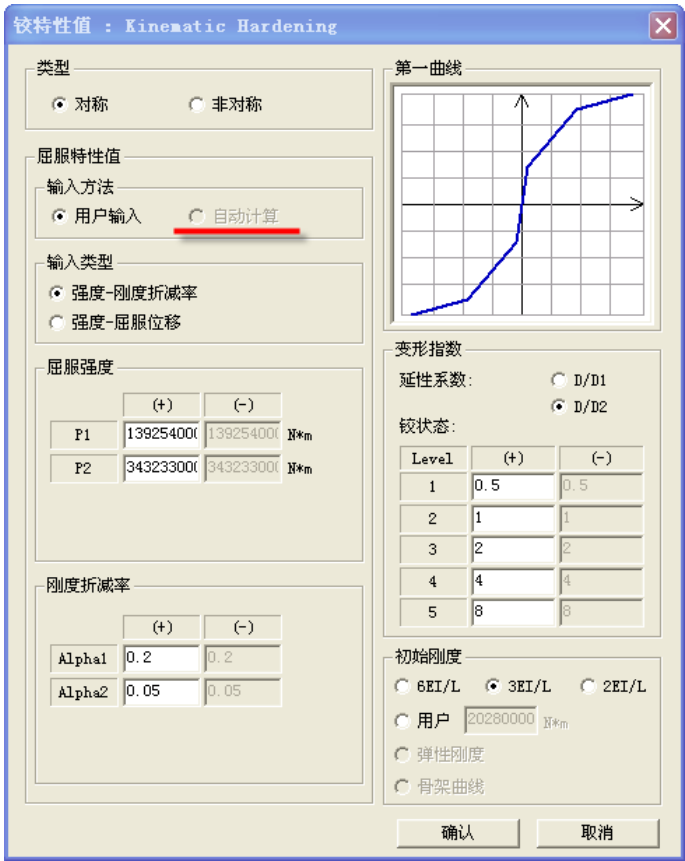 铰特性值 : Kinematic Hardening
类型
对称 非对称
屈服特性值
输入方法
用户输入 自动计算
输入类型
强度-刚度折减率
强度-屈服位移
屈服强度
(+) (-)
P1 13925400( 13925400( N*m
P2 34323300( 34323300( N*m
刚度折减率
(+) (-)
Alpha1 0.2 0.2
Alpha2 0.05 0.05
第一曲线
变形指数
延性系数: D/D1
D/D2
铰状态:
Level (+) (-)
1 0.5 0.5
2 1 1
3 2 2
4 4 4
5 8 8
初始刚度
6EI/L 3EI/L 2EI/L
用户 20280000 N*m
弹性刚度
骨架曲线
确认 取消